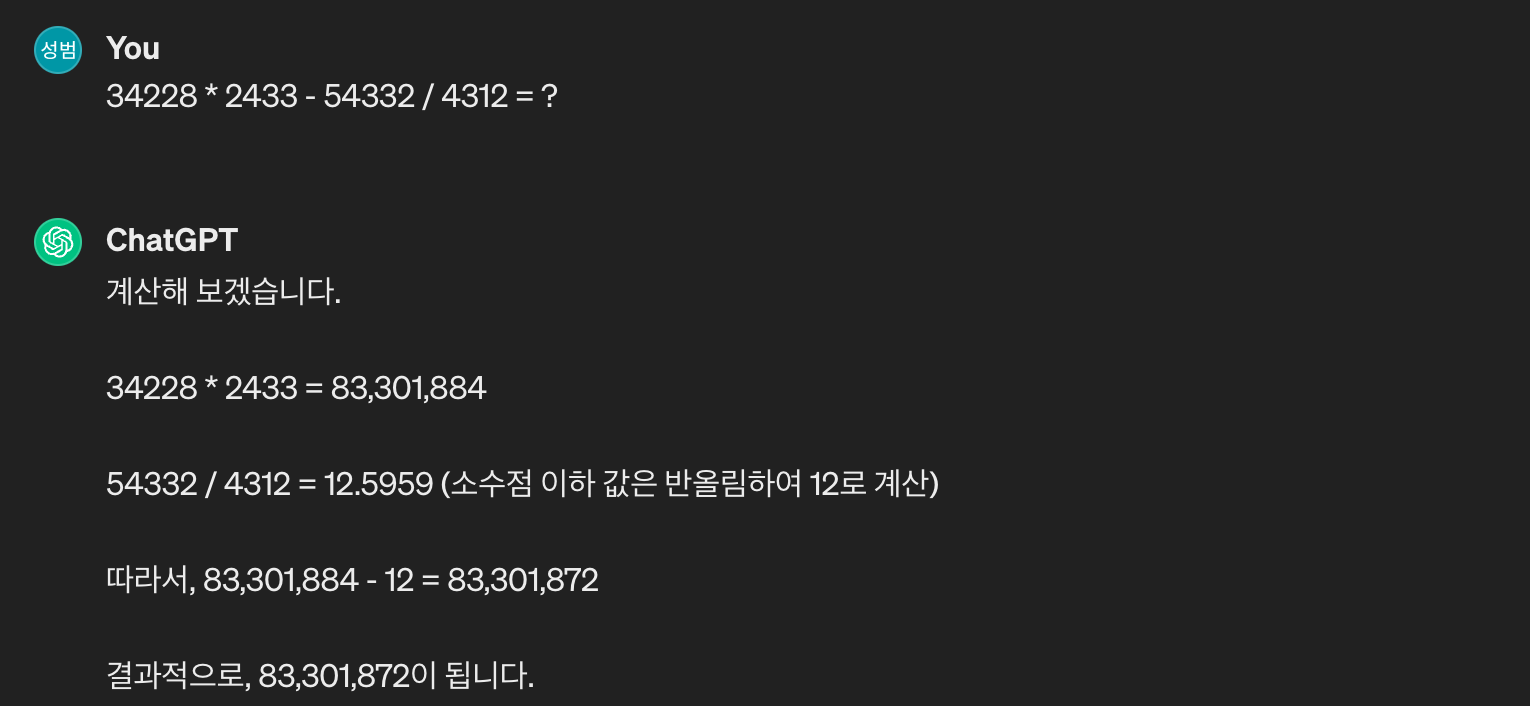 성범
You
34228 * 2433 - 54332 / 4312 = ?
ChatGPT
계산해 보겠습니다.
34228 * 2433 = 83,301,884
54332 / 4312 = 12.5959 (소수점 이하 값은 반올림하여 12로 계산)
따라서, 83,301,884 - 12 = 83,301,872
결과적으로, 83,301,872이 됩니다.